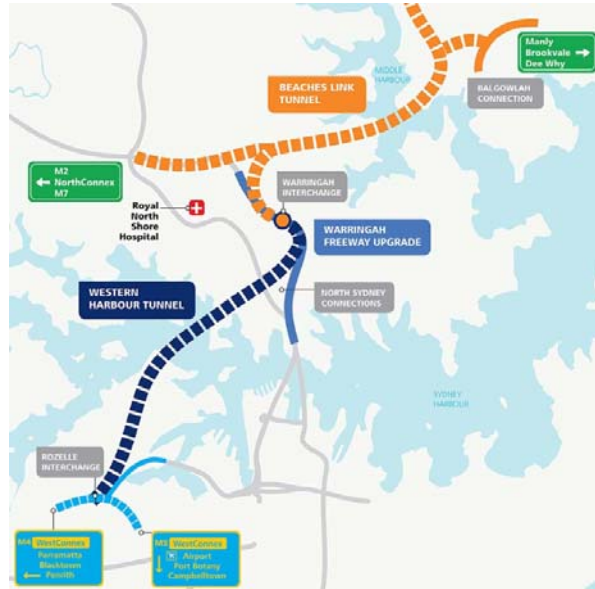 Manly
Brookvale
Dee Why
MIDDLE
HARBOUR
BEACHES LINK
TUNNEL
BALGOWLAH
CONNECTION
M2
NorthConnex
M7
WARRINGAH
INTERCHANGE
Royal
North
Shore
Hospital
WARRINGAH
FREEWAY UPGRADE
WESTERN
HARBOUR TUNNEL
NORTH SYDNEY
CONNECTIONS
SYDNEY
HARBOUR
ROZELLE
INTERCHANGE
M4 WestConnex
Parramatta
Blacktown
Penrith
WestConnex
Airport
Port Botany
Campbelltown